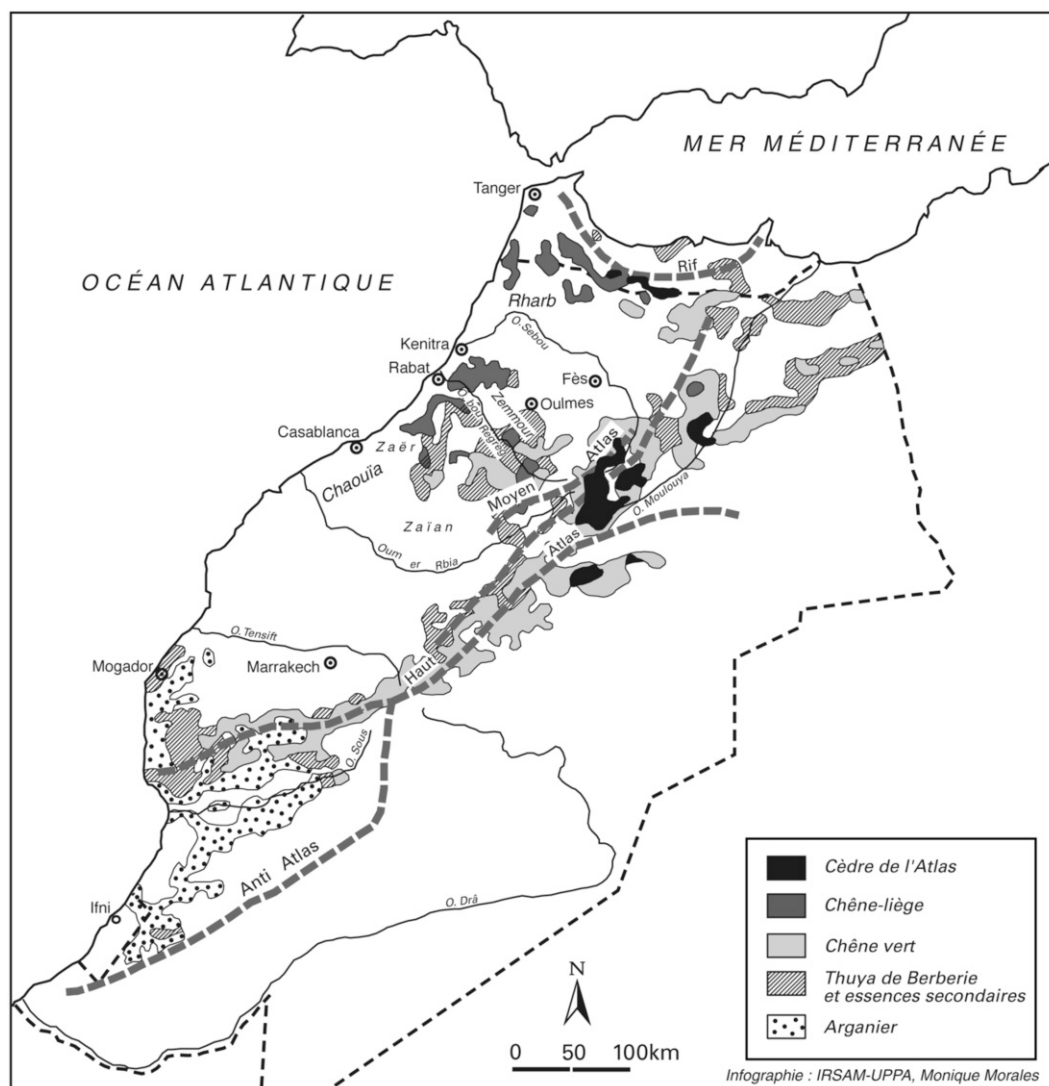 MER MÉDITERRANÉE
Tanger
OCÉAN ATLANTIQUE
Rif
Rharb
Kenitra
O. Sebou
Rabat
Fès
Oulmes
O. bou Regreg
Zemmour
Casablanca
Zaër
Chaouïa
Moyen Atlas
O. Moulouya
Zaïan
Oum er Rbia
Haut Atlas
O. Tensift
Mogador
Marrakech
O. Sous
Anti Atlas
Ifni
O. Drâ
N
0 50 100km
Cèdre de l'Atlas
Chêne-liège
Chêne vert
Thuya de Berberie
et essences secondaires
Arganier
Infographie : IRSAM-UPPA, Monique Morales